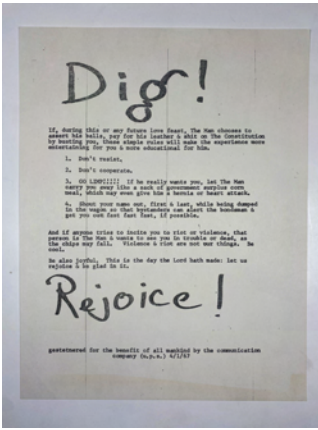 Dig!
If, during this or any future love feast, The Man chooses to
assert his balls, pay for his leather & shit on The Constitution
by busting you, these simple rules will make the experience more
entertaining for you & more educational for him.
1. Don't resist.
2. Don't cooperate.
3. GO LIMP!!!!! If he really wants you, let The Man
carry you away like a sack of government surplus corn
meal, which may even give him a hernia or heart attack.
4. Shout your name out, first & last, while being dumped
in the wagon so that bystanders can alert the bondsman &
get you out fast fast fast, if possible.
And if anyone tries to incite you to riot or violence, that
person is The Man & wants to see you in trouble or dead, as
the chips may fall. Violence & riot are not our things. Be
cool.
Be also joyful. This is the day the Lord hath made: let us
rejoice & be glad in it.
Rejoice!
gestetnered for the benefit of all mankind by the communication
company (u.p.s.) 4/1/67